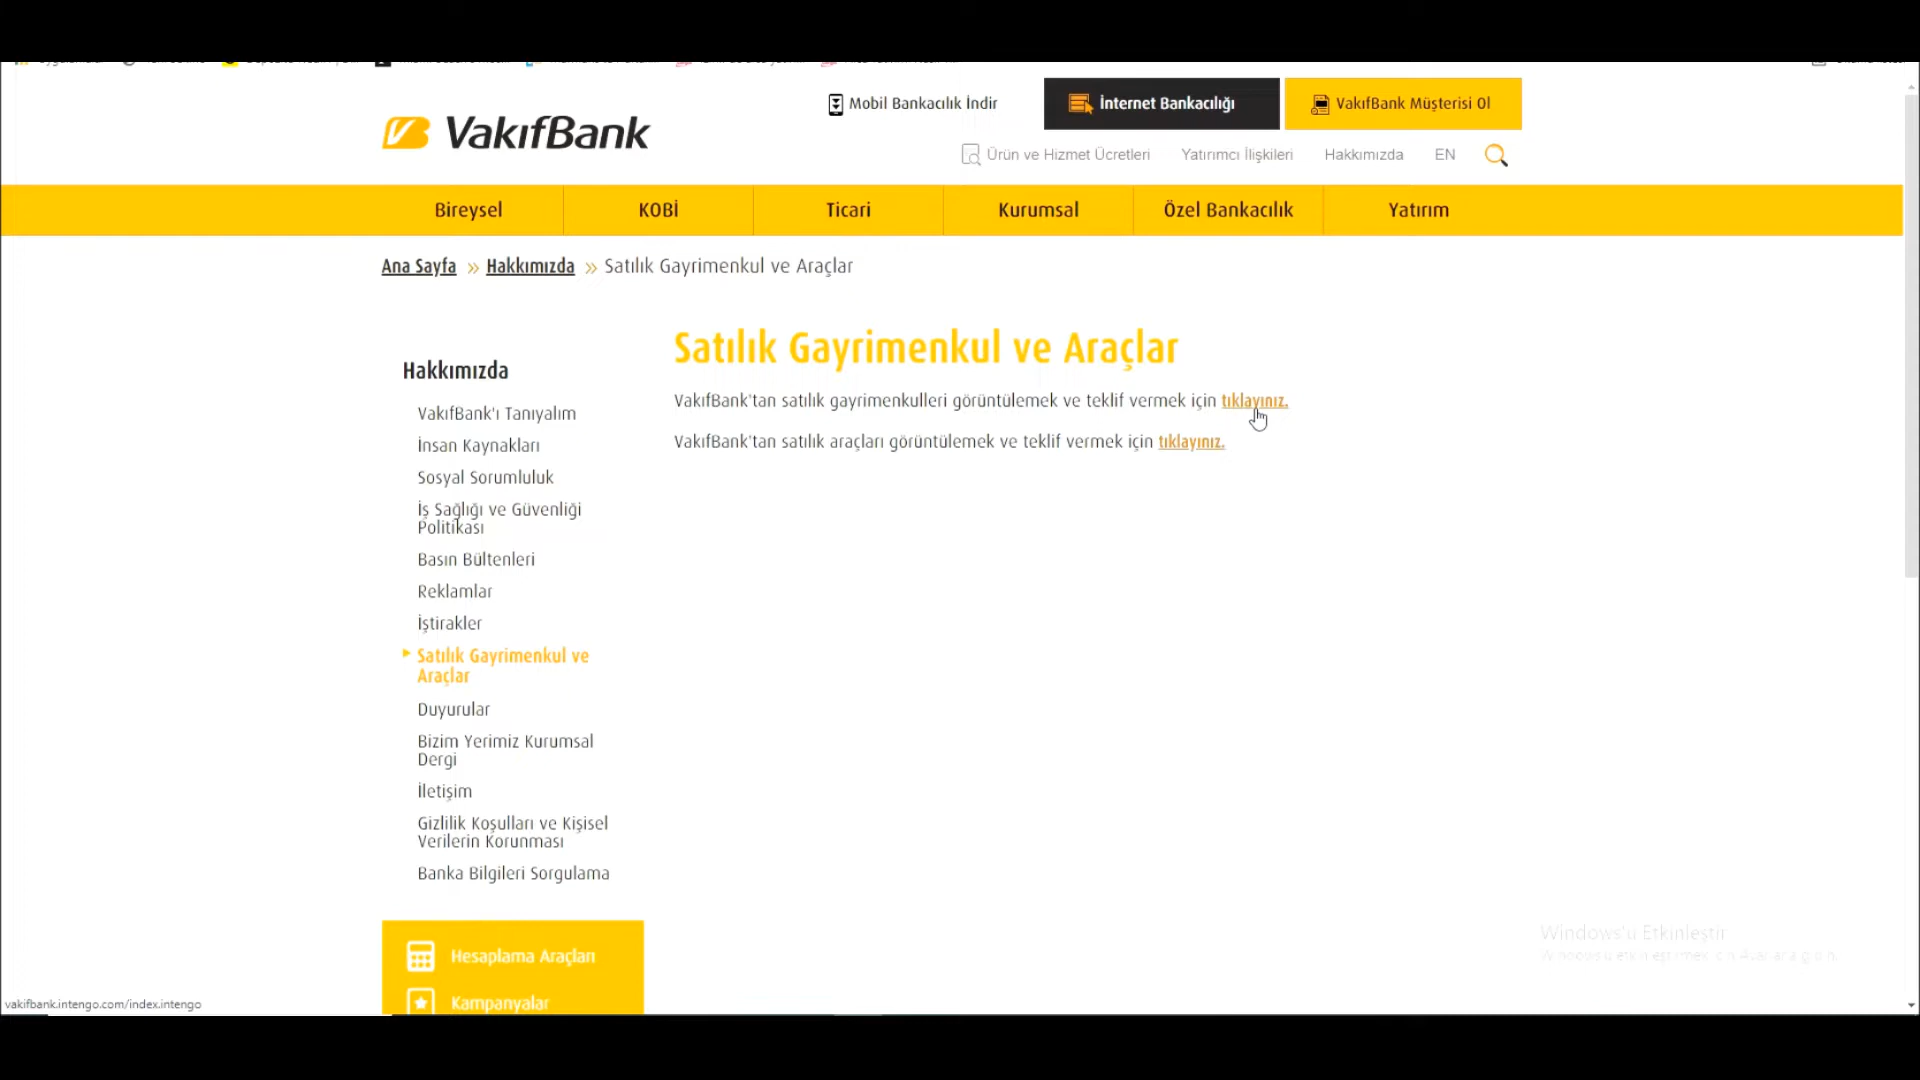 VakıfBank
Mobil Bankacılık İndir
İnternet Bankacılığı
VakıfBank Müşterisi Ol
Ürün ve Hizmet Ücretleri
Yatırımcı İlişkileri
Hakkımızda
EN
Bireysel
KOBİ
Ticari
Kurumsal
Özel Bankacılık
Yatırım
Ana Sayfa » Hakkımızda » Satılık Gayrimenkul ve Araçlar
Hakkımızda
VakıfBank'ı Tanıyalım
İnsan Kaynakları
Sosyal Sorumluluk
İş Sağlığı ve Güvenliği
Politikası
Basın Bültenleri
Reklamlar
İştirakler
Satılık Gayrimenkul ve
Araçlar
Duyurular
Bizim Yerimiz Kurumsal
Dergi
İletişim
Gizlilik Koşulları ve Kişisel
Verilerin Korunması
Banka Bilgileri Sorgulama
Hesaplama Araçları
Kampanyalar
Satılık Gayrimenkul ve Araçlar
VakıfBank'tan satılık gayrimenkulleri görüntülemek ve teklif vermek için tıklayınız.
VakıfBank'tan satılık araçları görüntülemek ve teklif vermek için tıklayınız.
Windows'u Etkinleştir
vakifbank.intengo.com/index.intengo